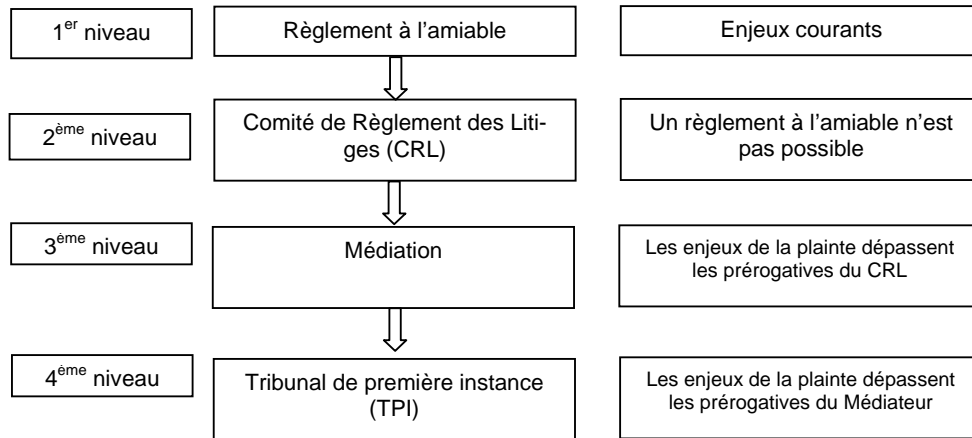 1er niveau
Règlement à l’amiable
Enjeux courants
2ème niveau
Comité de Règlement des Liti-
ges (CRL)
Un règlement à l’amiable n’est
pas possible
3ème niveau
Médiation
Les enjeux de la plainte dépassent
les prérogatives du CRL
4ème niveau
Tribunal de première instance
(TPI)
Les enjeux de la plainte dépassent
les prérogatives du Médiateur